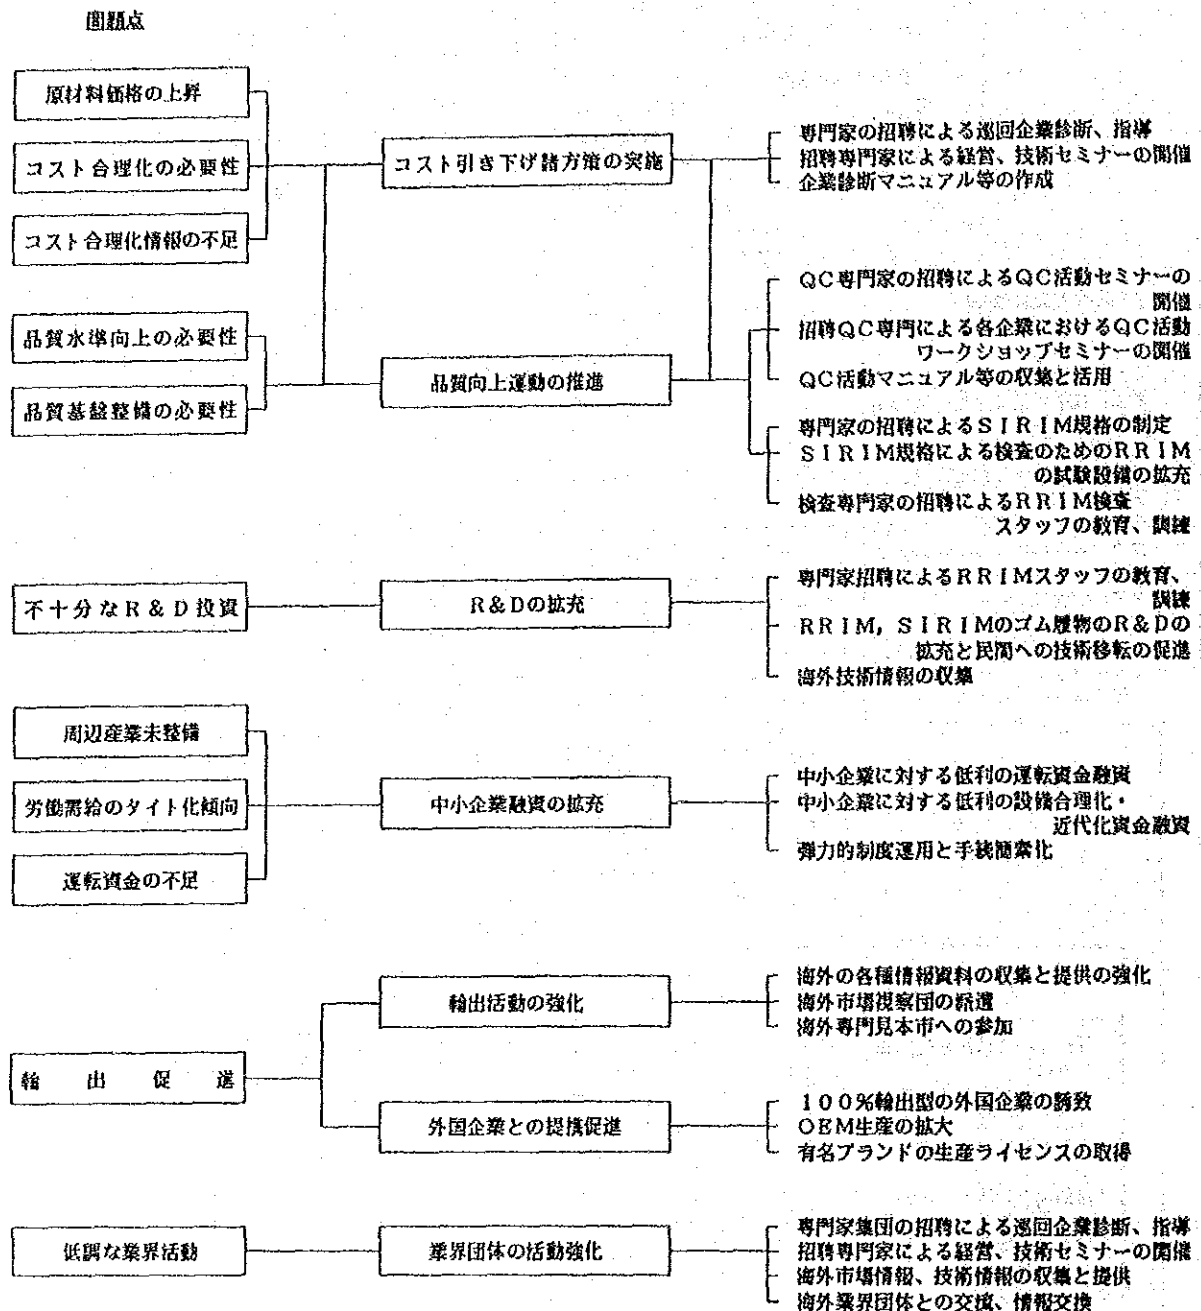 問題点
原材料価格の上昇
コスト合理化の必要性
コスト合理化情報の不足
コスト引き下げ諸方策の実施
専門家の招聘による巡回企業診断、指導
招聘専門家による経営、技術セミナーの開催
企業診断マニュアル等の作成
品質水準向上の必要性
品質基盤整備の必要性
品質向上運動の推進
QC専門家の招聘によるQC活動セミナーの
開催
招聘QC専門による各企業におけるQC活動
ワークショップセミナーの開催
QC活動マニュアル等の収集と活用
専門家の招聘によるSIRIM規格の制定
SIRIM規格による検査のためのRRIM
の試験設備の拡充
検査専門家の招聘によるRRIM検査
スタッフの教育、訓練
不十分なR&D投資
R&Dの拡充
専門家招聘によるRRIMスタッフの教育、
訓練
RRIM,SIRIMのゴム履物のR&Dの
拡充と民間への技術移転の促進
海外技術情報の収集
周辺産業未整備
労働需給のタイト化傾向
運転資金の不足
中小企業融資の拡充
中小企業に対する低利の運転資金融資
中小企業に対する低利の設備合理化・
近代化資金融資
弾力的制度運用と手続簡素化
輸出促進
輸出活動の強化
海外の各種情報資料の収集と提供の強化
海外市場視察団の派遣
海外専門見本市への参加
外国企業との提携促進
100%輸出型の外国企業の誘致
OEM生産の拡大
有名ブランドの生産ライセンスの取得
低調な業界活動
業界団体の活動強化
専門家集団の招聘による巡回企業診断、指導
招聘専門家による経営、技術セミナーの開催
海外市場情報、技術情報の収集と提供
海外業界団体との交流、情報交換